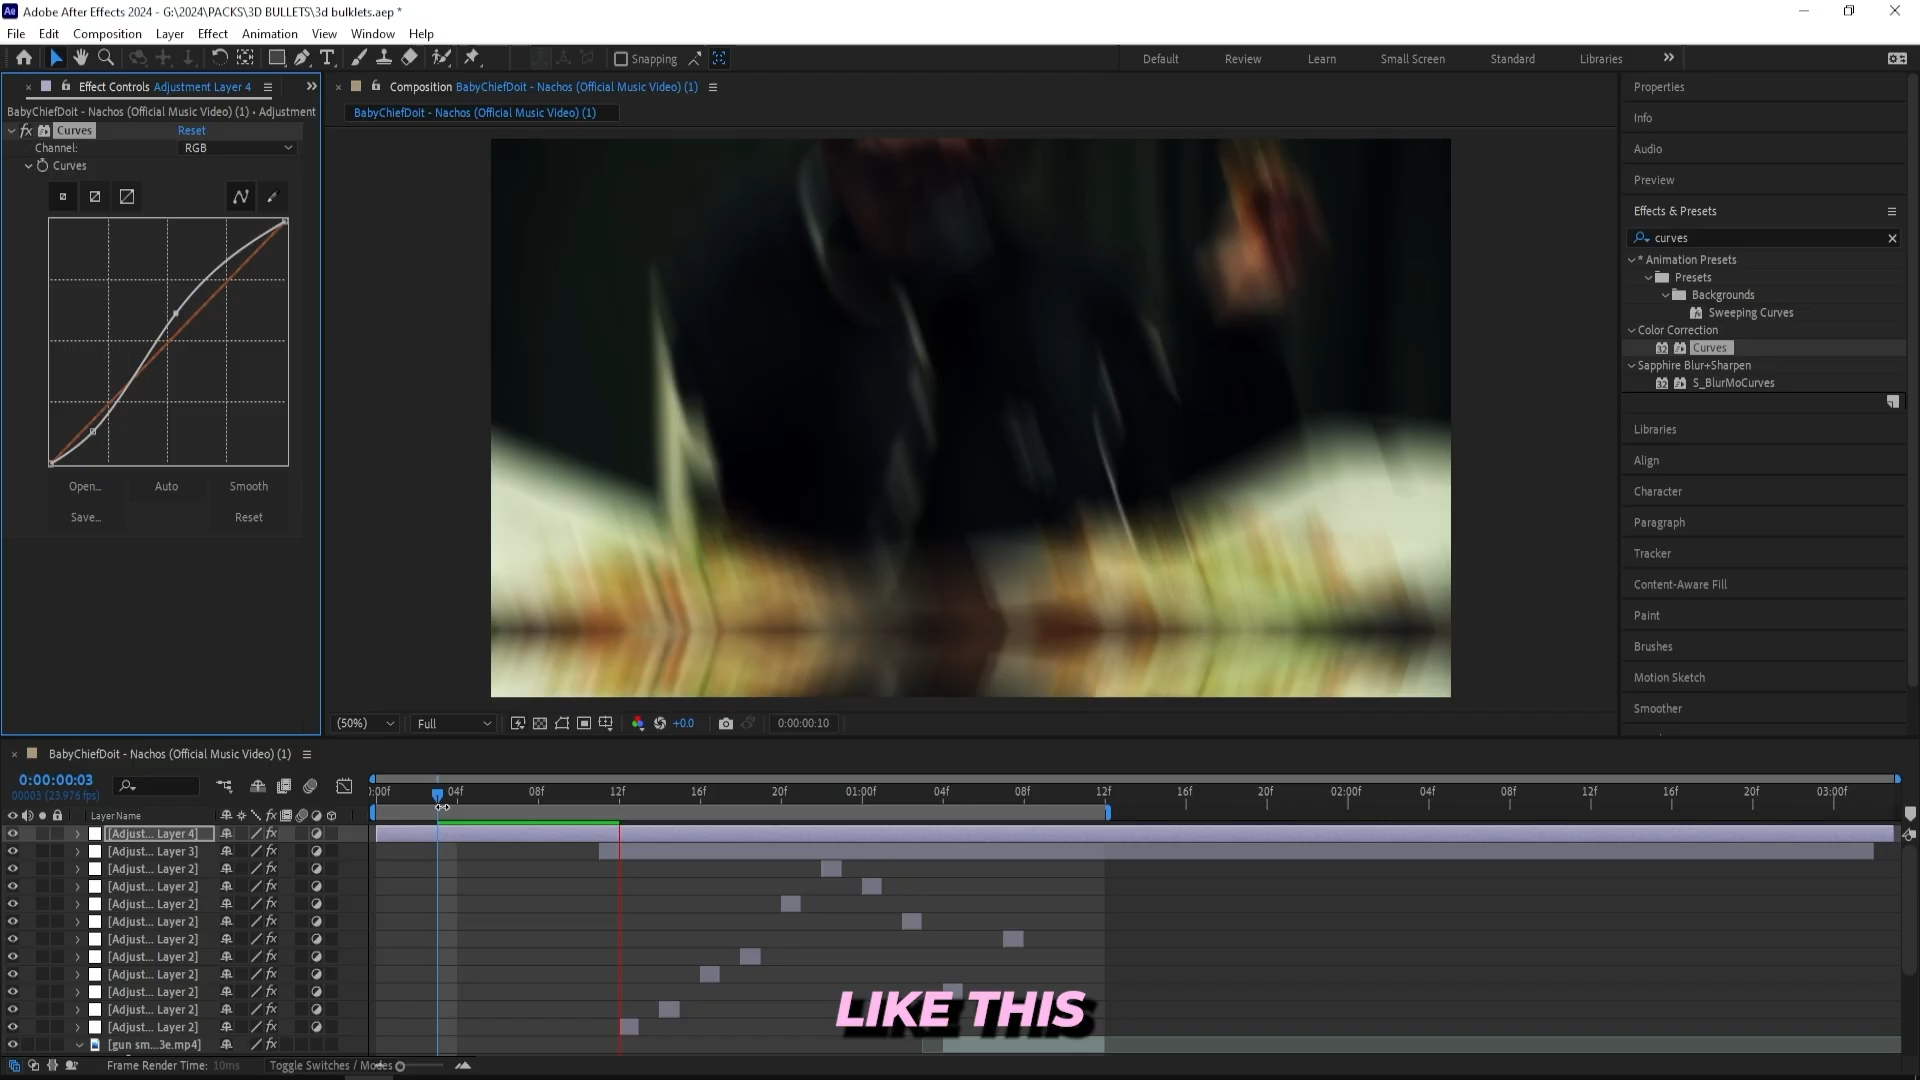 Adobe After Effects 2024 - G:\2024\PACKS\3D BULLETS\3d bulklets.aep *
File Edit Composition Layer Effect Animation View Window Help
Snapping
Default Review Learn Small Screen Standard Libraries
Effect Controls Adjustment Layer 4
BabyChiefDoit - Nachos (Official Music Video) (1) • Adjustment
fx Curves Reset
Channel: RGB
Curves
Open... Auto Smooth
Save... Reset
Composition BabyChiefDoit - Nachos (Official Music Video) (1)
BabyChiefDoit - Nachos (Official Music Video) (1)
(50%) Full +0.0 0:00:00:10
Properties
Info
Audio
Preview
Effects & Presets
curves
* Animation Presets
Presets
Backgrounds
Sweeping Curves
Color Correction
Curves
Sapphire Blur+Sharpen
S_BlurMoCurves
Libraries
Align
Character
Paragraph
Tracker
Content-Aware Fill
Paint
Brushes
Motion Sketch
Smoother
BabyChiefDoit - Nachos (Official Music Video) (1)
0:00:00:03
00003 (23.976 fps)
):00f 04f 08f 12f 16f 20f 01:00f 04f 08f 12f 16f 20f 02:00f 04f 08f 12f 16f 20f 03:00f
Layer Name
[Adjust... Layer 4]
[Adjust... Layer 3]
[Adjust... Layer 2]
[Adjust... Layer 2]
[Adjust... Layer 2]
[Adjust... Layer 2]
[Adjust... Layer 2]
[Adjust... Layer 2]
[Adjust... Layer 2]
[Adjust... Layer 2]
[Adjust... Layer 2]
[Adjust... Layer 2]
[gun sm...3e.mp4]
LIKE THIS
Frame Render Time: 10ms Toggle Switches / Modes